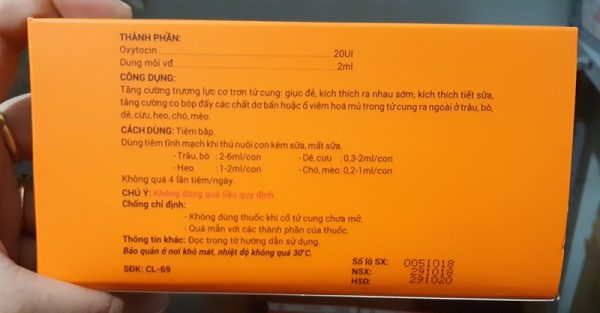 THÀNH PHẦN:
Oxytocin 20UI
Dung môi vđ 2ml
CÔNG DỤNG:
Tăng cường trương lực cơ trơn tử cung: giục đẻ, kích thích ra nhau sớm, kích thích tiết sữa,
tăng cường co bóp đẩy các chất dơ bẩn hoặc ổ viêm hoá mủ trong tử cung ra ngoài ở trâu, bò,
dê, cừu, heo, chó, mèo.
CÁCH DÙNG: Tiêm bắp.
Dùng tiêm tĩnh mạch khi thú nuôi con kém sữa, mất sữa.
- Trâu, bò : 2-6ml/con - Dê, cừu : 0,3-2ml/con
- Heo : 1-2ml/con - Chó, mèo: 0,2-1ml/con
Không quá 4 lần tiêm/ngày.
CHÚ Ý: Không dùng quá liều quy định.
Chống chỉ định:
- Không dùng thuốc khi cổ tử cung chưa mở.
- Quá mẫn với các thành phần của thuốc.
Thông tin khác: Đọc trong tờ hướng dẫn sử dụng.
Bảo quản ở nơi khô mát, nhiệt độ không quá 30°C.
SĐK: CL-69
Số lô SX: 0051018
NSX: 291018
HSD: 291020